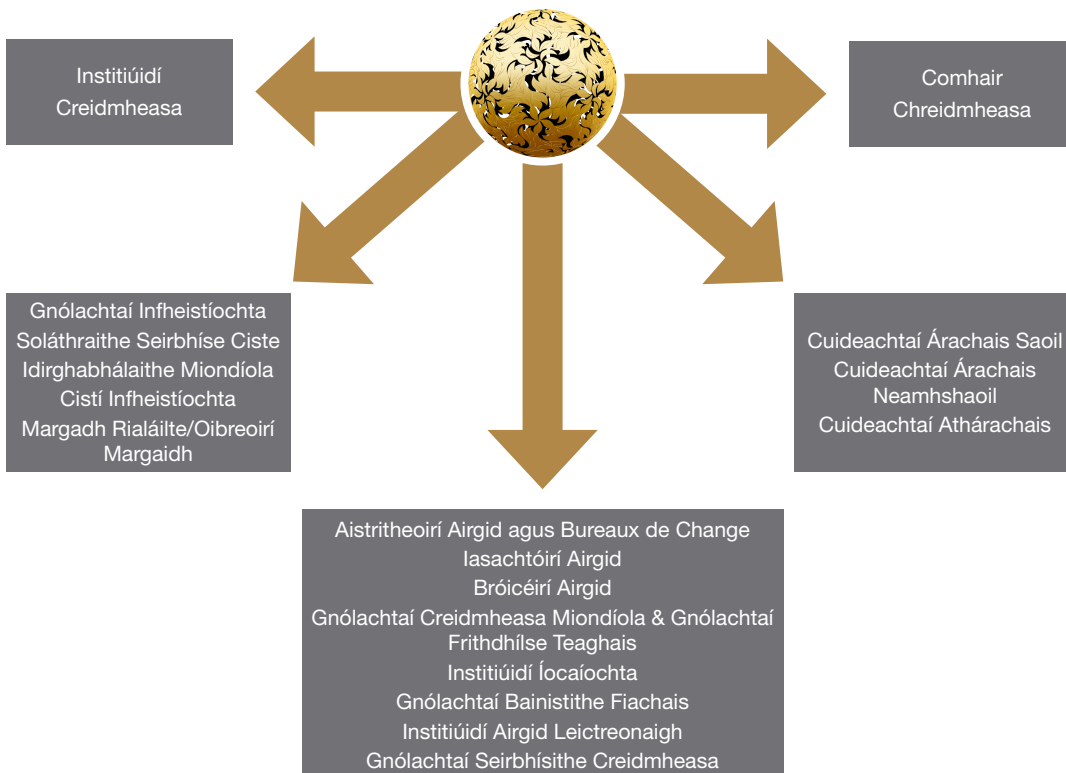 Institiúidí
Creidmheasa
Comhair
Chreidmheasa
Gnólachtaí Infheistíochta
Soláthraithe Seirbhíse Ciste
Idirghabhálaithe Miondíola
Cistí Infheistíochta
Margadh Rialáilte/Oibreoirí
Margaidh
Cuideachtaí Árachais Saoil
Cuideachtaí Árachais
Neamhshaoil
Cuideachtaí Athárachais
Aistritheoirí Airgid agus Bureaux de Change
Iasachtóirí Airgid
Bróicéirí Airgid
Gnólachtaí Creidmheasa Miondíola & Gnólachtaí
Frithdhílse Teaghais
Institiúidí Íocaíochta
Gnólachtaí Bainistithe Fiachais
Institiúidí Airgid Leictreonaigh
Gnólachtaí Seirbhísithe Creidmheasa